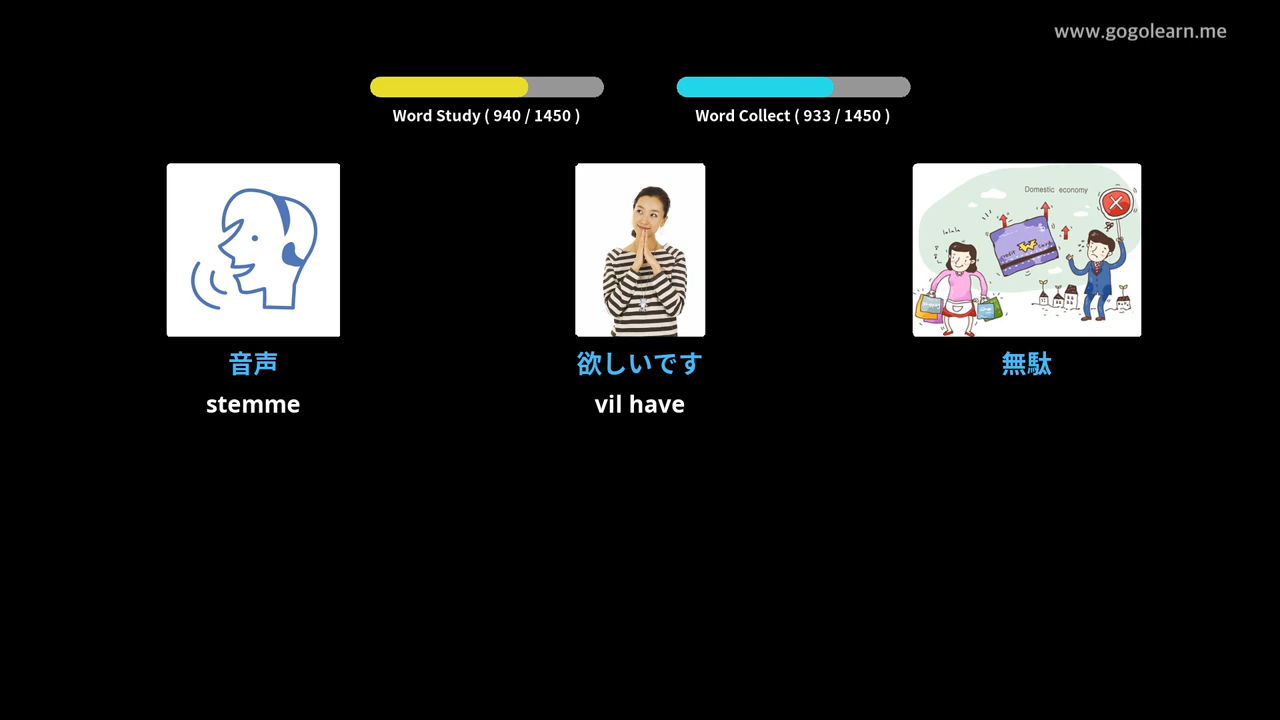 www.gogolearn.me
Word Study ( 940 / 1450 )
Word Collect ( 933 / 1450 )
Domestic economy
lalala
音声
欲しいです
無駄
stemme
vil have